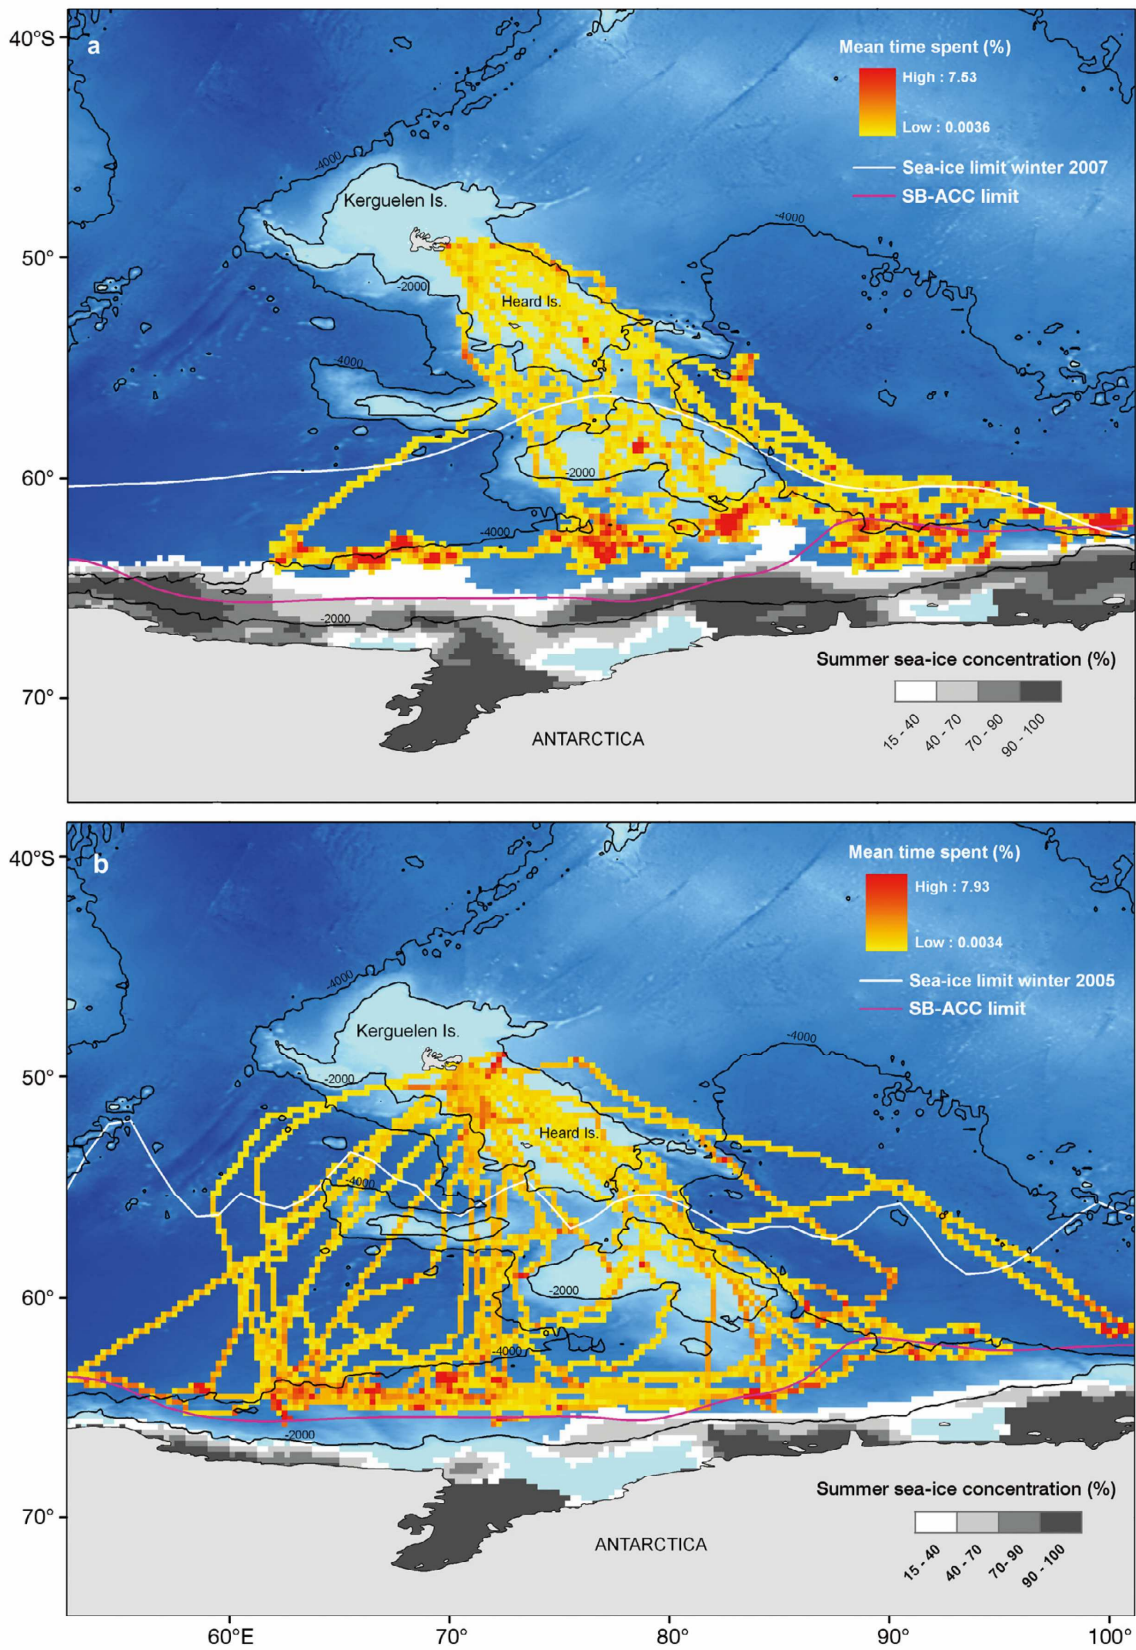 a
40°S
50°
60°
70°
Mean time spent (%)
High : 7.53
Low : 0.0036
Sea-ice limit winter 2007
SB-ACC limit
-4000
Kerguelen Is.
-4000
-2000
Heard Is.
-4000
-2000
-4000
-2000
Summer sea-ice concentration (%)
15 - 40
40 - 70
70 - 90
90 - 100
ANTARCTICA
b
40°S
50°
60°
70°
Mean time spent (%)
High : 7.93
Low : 0.0034
Sea-ice limit winter 2005
SB-ACC limit
-4000
Kerguelen Is.
-4000
-2000
Heard Is.
-4000
-2000
-4000
-2000
Summer sea-ice concentration (%)
15 - 40
40 - 70
70 - 90
90 - 100
ANTARCTICA
60°E
70°
80°
90°
100°